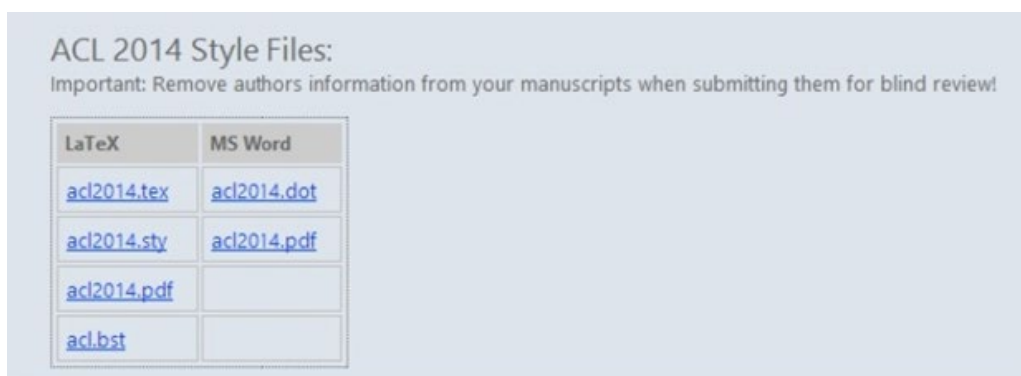 ACL 2014 Style Files:
Important: Remove authors information from your manuscripts when submitting them for blind review!
LaTeX MS Word
acl2014.tex acl2014.dot
acl2014.sty acl2014.pdf
acl2014.pdf
acl.bst